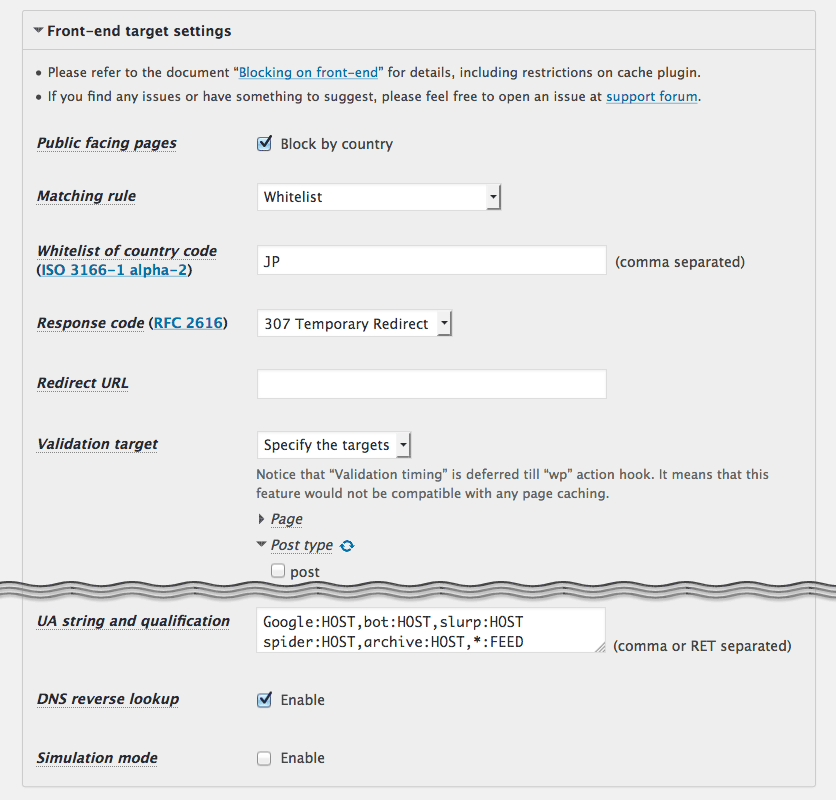 Front-end target settings
Please refer to the document “Blocking on front-end” for details, including restrictions on cache plugin.
If you find any issues or have something to suggest, please feel free to open an issue at support forum.
Public facing pages
Block by country
Matching rule
Whitelist
Whitelist of country code
(ISO 3166-1 alpha-2)
JP
(comma separated)
Response code (RFC 2616)
307 Temporary Redirect
Redirect URL
Validation target
Specify the targets
Notice that “Validation timing” is deferred till “wp” action hook. It means that this
feature would not be compatible with any page caching.
Page
Post type
post
UA string and qualification
Google:HOST,bot:HOST,slurp:HOST
spider:HOST,archive:HOST,*:FEED
(comma or RET separated)
DNS reverse lookup
Enable
Simulation mode
Enable